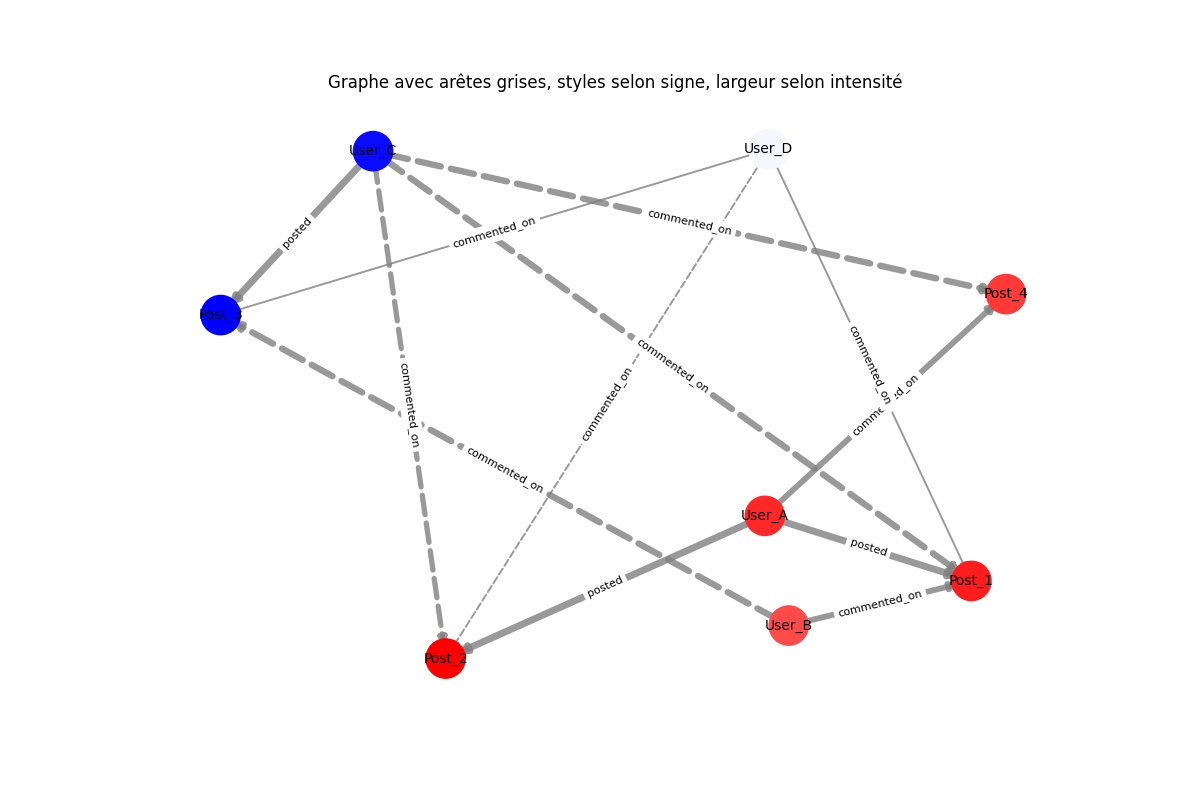 Graphe avec arêtes grises, styles selon signe, largeur selon intensité
User_C
User_D
commented_on
commented_on
posted
Post_4
Post_3
commented_on
commented_on
commented_on
commented_on
commented_on
User_A
posted
Post_1
posted
commented_on
User_B
Post_2